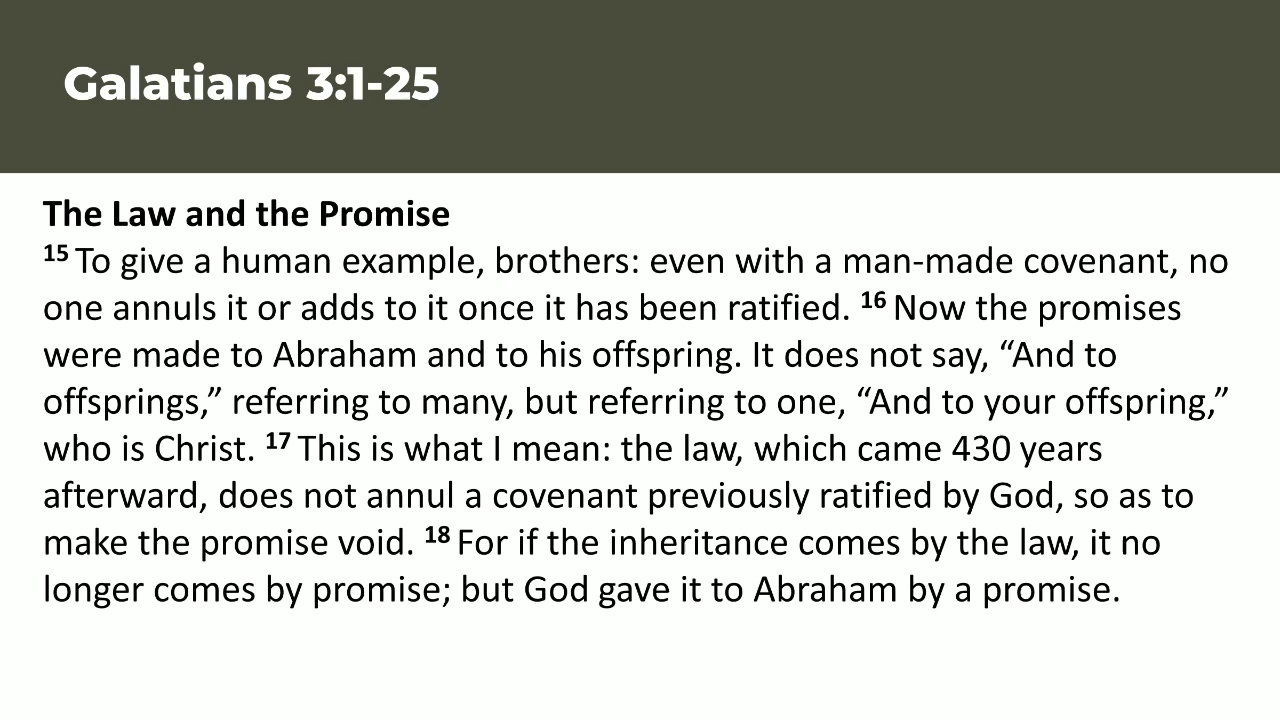 Galatians 3:1-25
The Law and the Promise
15 To give a human example, brothers: even with a man-made covenant, no
one annuls it or adds to it once it has been ratified. 16 Now the promises
were made to Abraham and to his offspring. It does not say, “And to
offsprings,” referring to many, but referring to one, “And to your offspring,”
who is Christ. 17 This is what I mean: the law, which came 430 years
afterward, does not annul a covenant previously ratified by God, so as to
make the promise void. 18 For if the inheritance comes by the law, it no
longer comes by promise; but God gave it to Abraham by a promise.